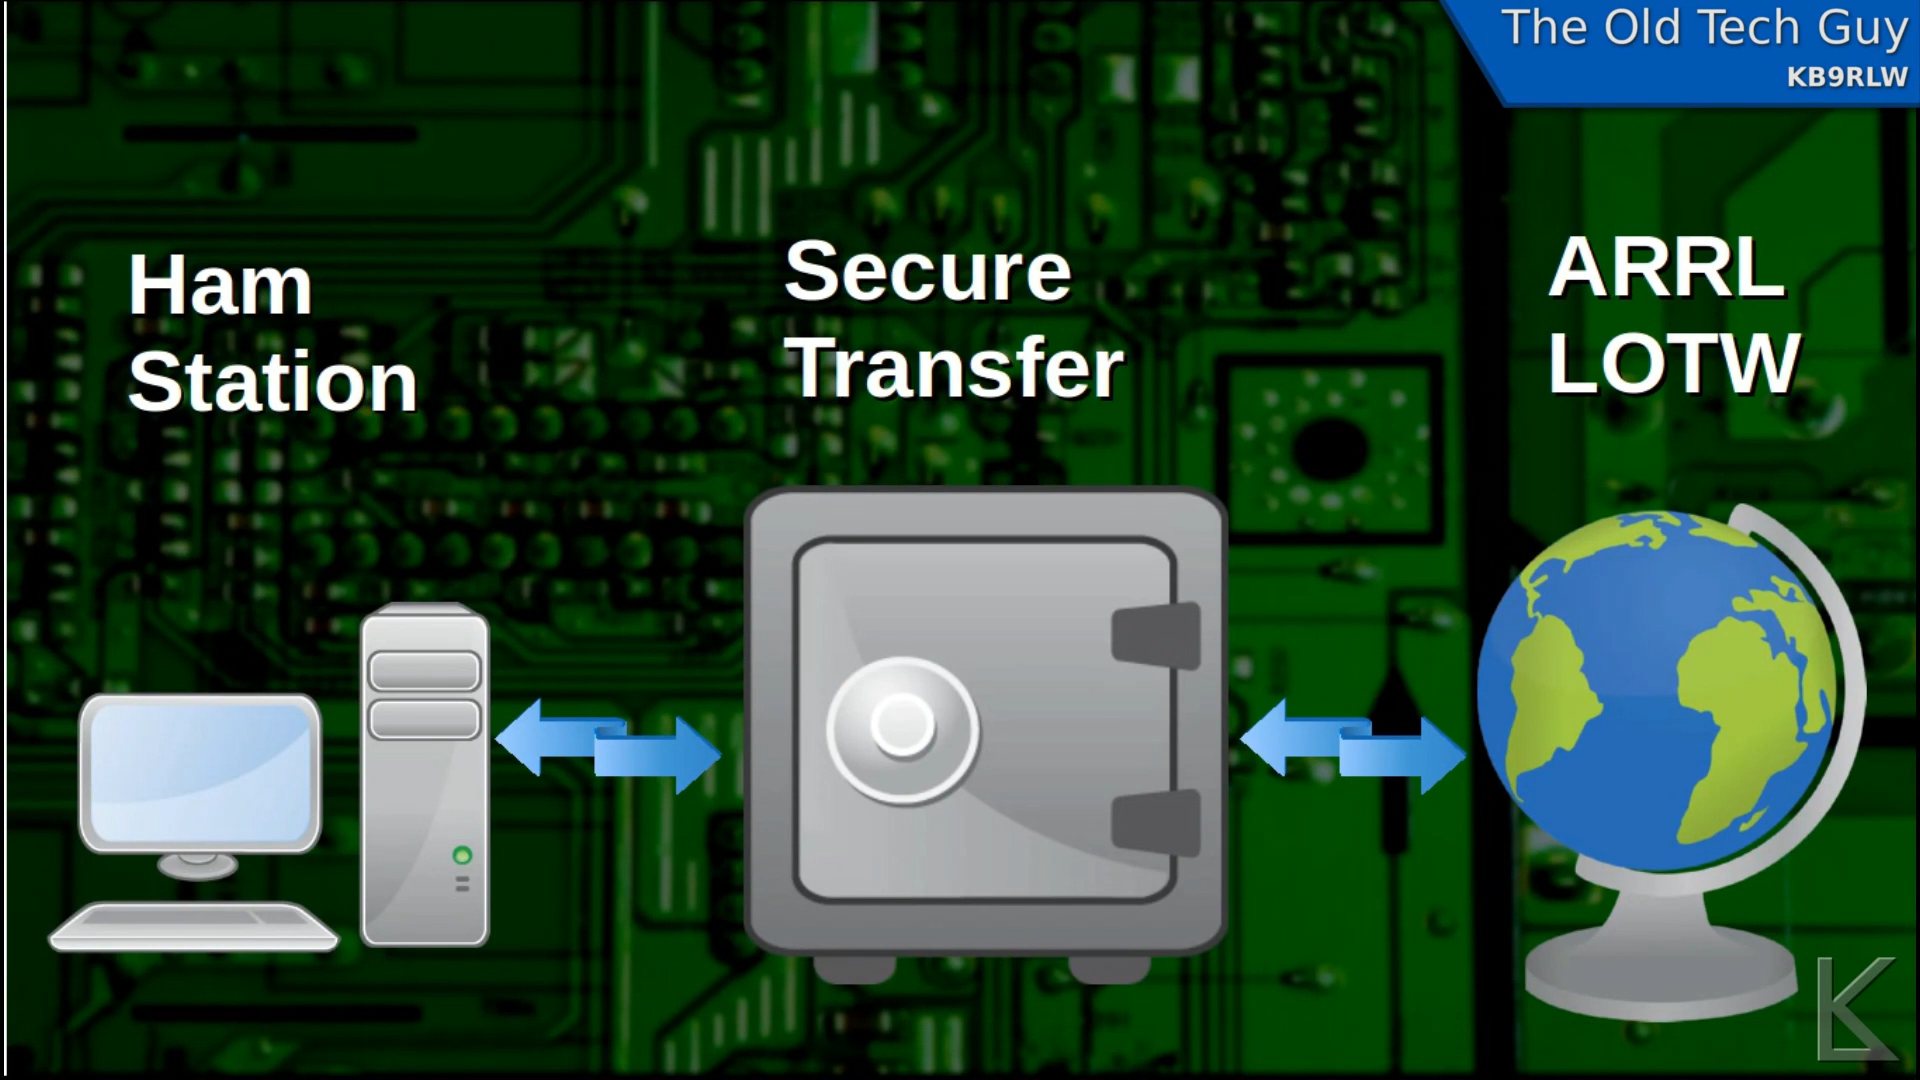 The Old Tech Guy
KB9RLW
Ham
Station
Secure
Transfer
ARRL
LOTW
K